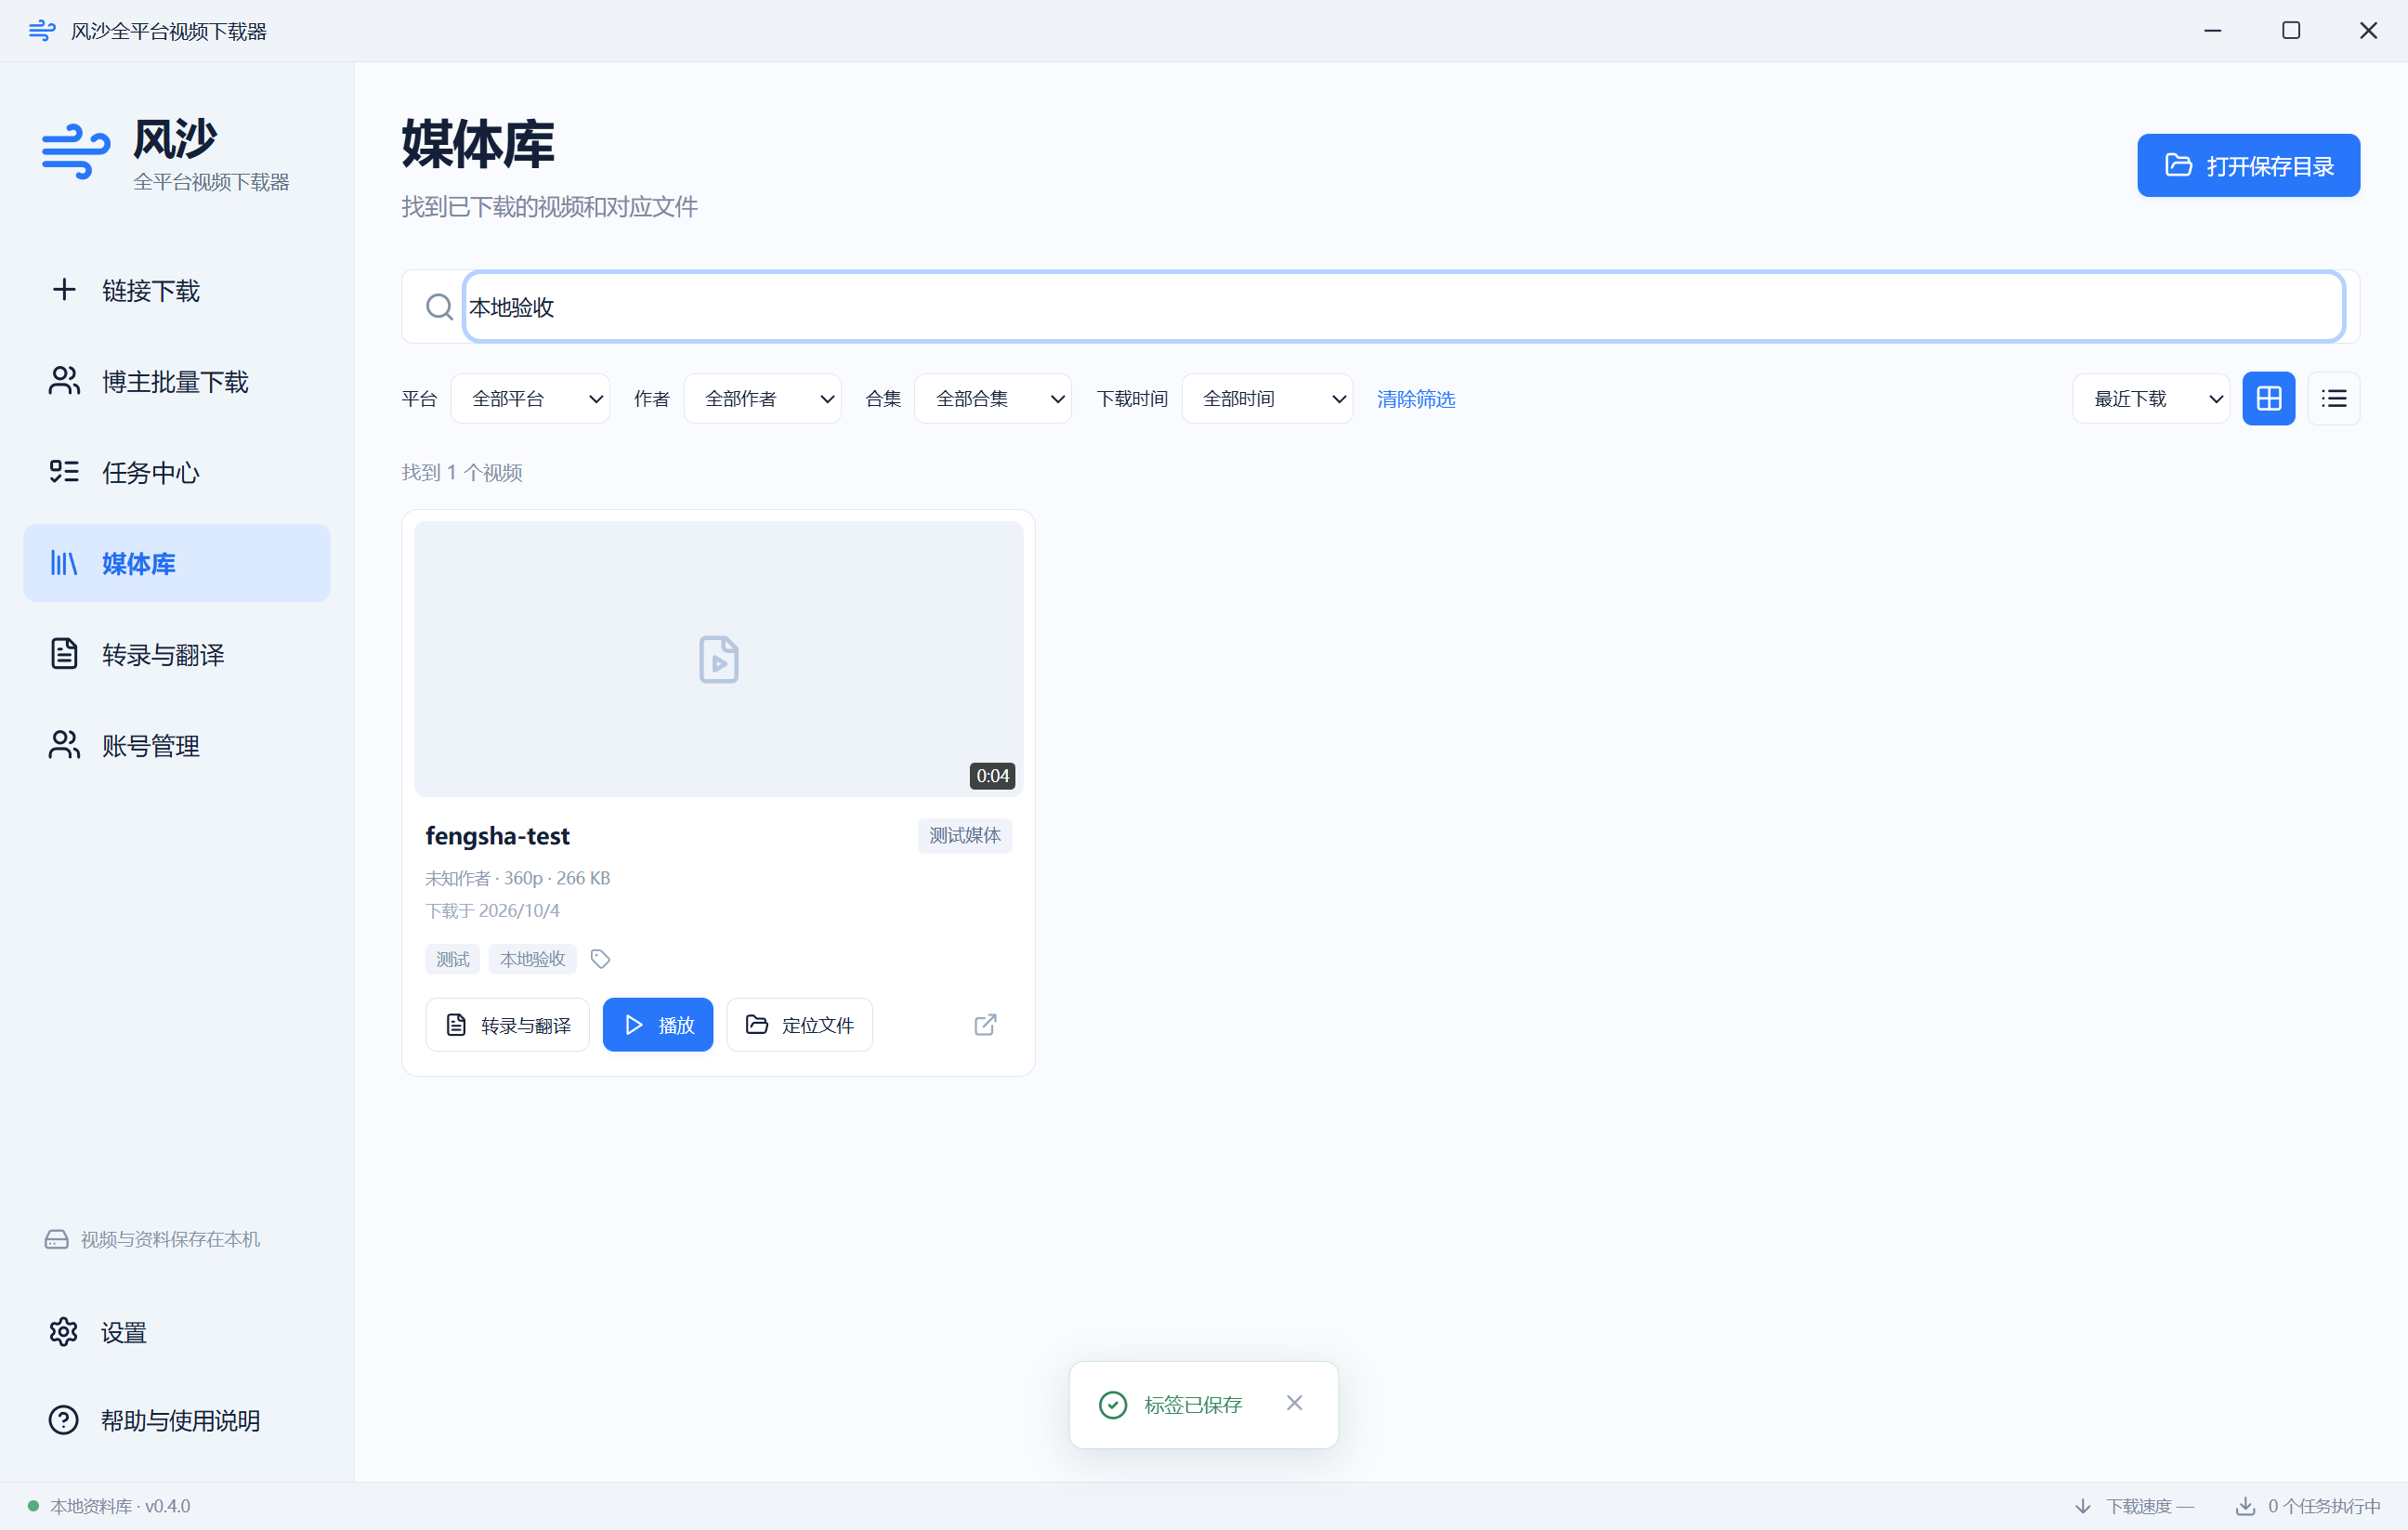 风沙全平台视频下载器
风沙
全平台视频下载器
链接下载
博主批量下载
任务中心
媒体库
转录与翻译
账号管理
视频与资料保存在本机
设置
帮助与使用说明
媒体库
找到已下载的视频和对应文件
打开保存目录
本地验收
平台 全部平台 作者 全部作者 合集 全部合集 下载时间 全部时间 清除筛选 最近下载
找到 1 个视频
0:04
fengsha-test 测试媒体
未知作者 · 360p · 266 KB
下载于 2026/10/4
测试 本地验收
转录与翻译 播放 定位文件
标签已保存
本地资料库 · v0.4.0 下载速度 — 0 个任务执行中